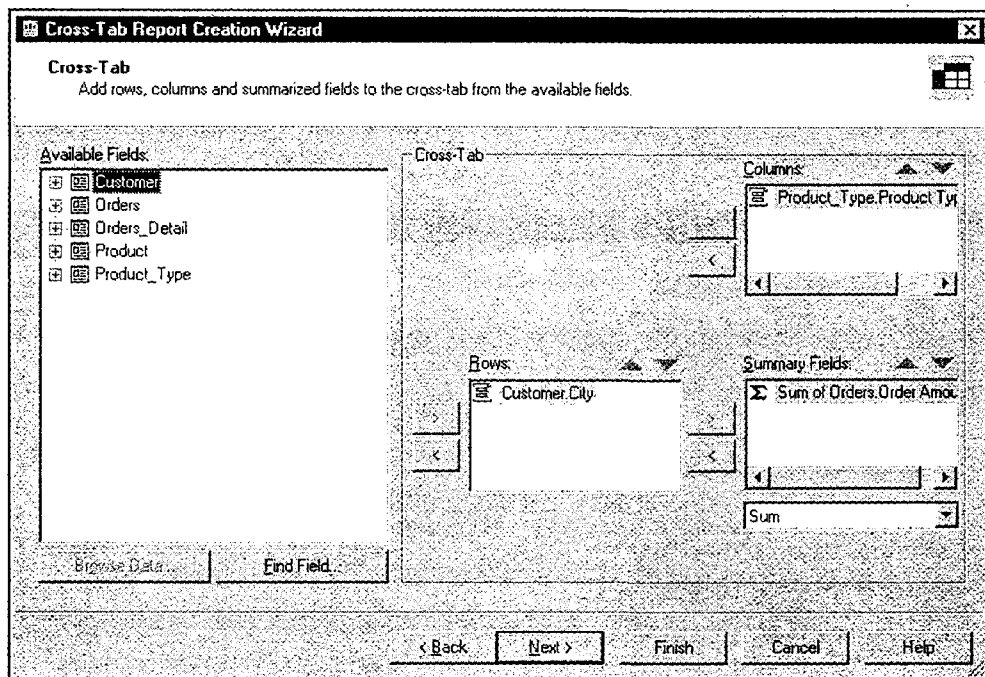 Cross-Tab Report Creation Wizard
Cross-Tab
Add rows, columns and summarized fields to the cross-tab from the available fields.
Available Fields:
Customer
Orders
Orders_Detail
Product
Product_Type
Browse Data...
Find Field...
Cross-Tab
Columns:
Product_Type.Product Typ
>
<
Rows:
Customer.City
>
<
Summary Fields:
Σ Sum of Orders.Order Amou
>
<
Sum
< Back
Next >
Finish
Cancel
Help